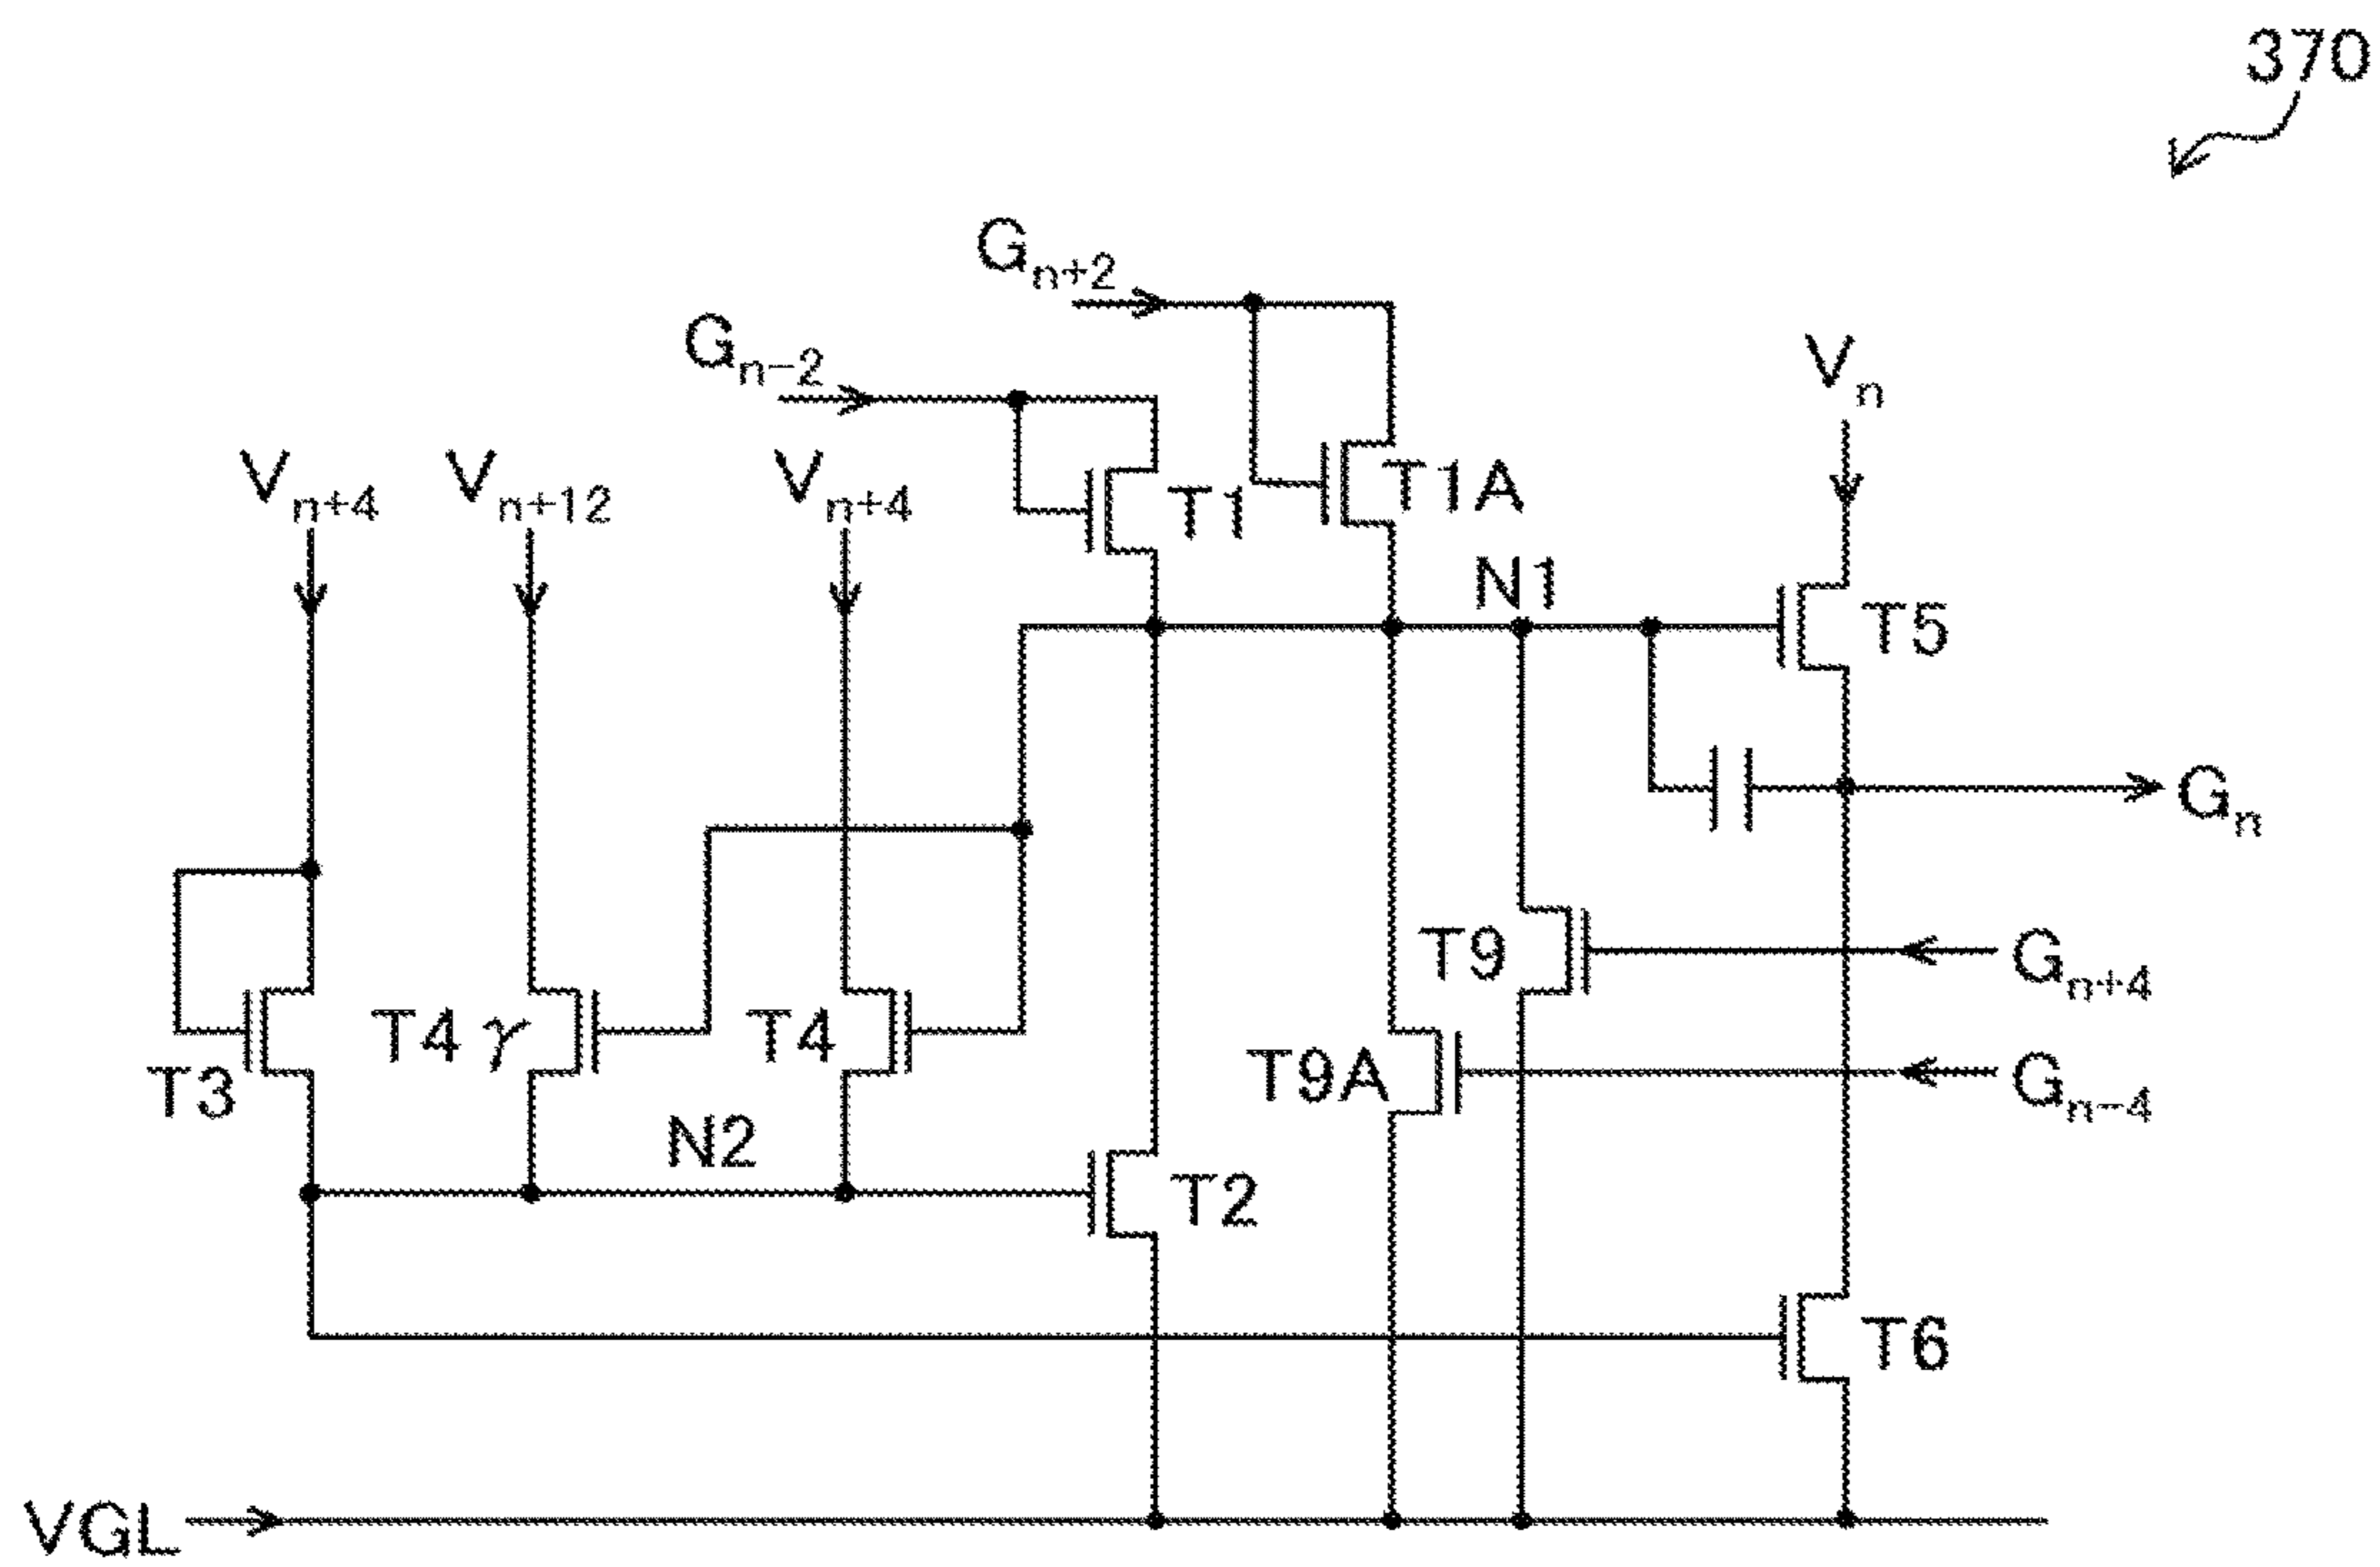 370
Gn+2
Gn-2
Vn
Vn+4
Vn+12
Vn+4
T1
T1A
N1
T5
Gn
T9
Gn+4
T4γ
T4
T3
T9A
Gn-4
N2
T2
T6
VGL